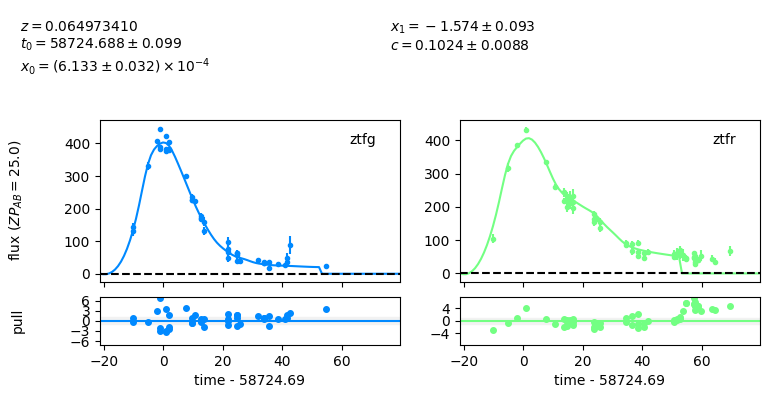 z = 0.064973410
t₀ = 58724.688 ± 0.099
x₀ = (6.133 ± 0.032) × 10⁻⁴
x₁ = −1.574 ± 0.093
c = 0.1024 ± 0.0088
flux (ZP_AB = 25.0)
400
300
200
100
0
ztfg
400
300
200
100
0
ztfr
pull
6
3
0
−3
−6
−20
0
20
40
60
time - 58724.69
4
0
−4
−20
0
20
40
60
time - 58724.69